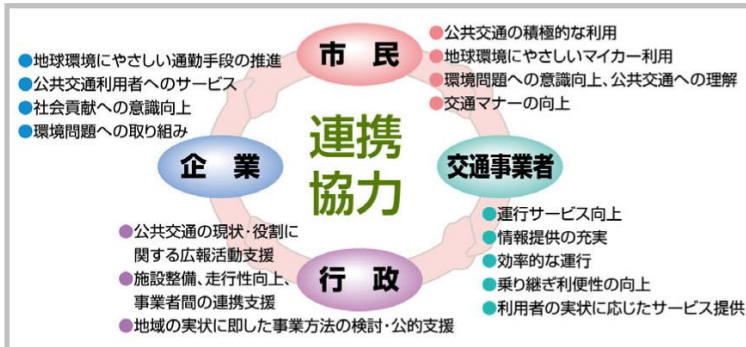 市民
●公共交通の積極的な利用
●地球環境にやさしいマイカー利用
●環境問題への意識向上、公共交通への理解
●交通マナーの向上
●地球環境にやさしい通勤手段の推進
●公共交通利用者へのサービス
●社会貢献への意識向上
●環境問題への取り組み
企業
連携
協力
交通事業者
●運行サービス向上
●情報提供の充実
●効率的な運行
●乗り継ぎ利便性の向上
●利用者の実状に応じたサービス提供
●公共交通の現状・役割に
関する広報活動支援
●施設整備、走行性向上、
事業者間の連携支援
●地域の実状に即した事業方法の検討・公的支援
行政